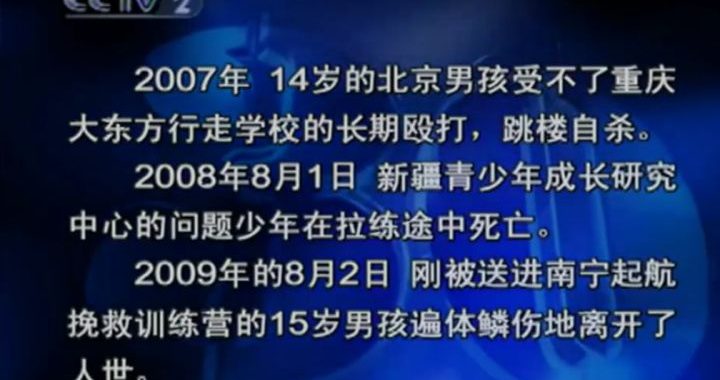 CCTV 2
2007年 14岁的北京男孩受不了重庆
大东方行走学校的长期殴打，跳楼自杀。
2008年8月1日 新疆青少年成长研究
中心的问题少年在拉练途中死亡。
2009年的8月2日 刚被送进南宁起航
挽救训练营的15岁男孩遍体鳞伤地离开了
人世。